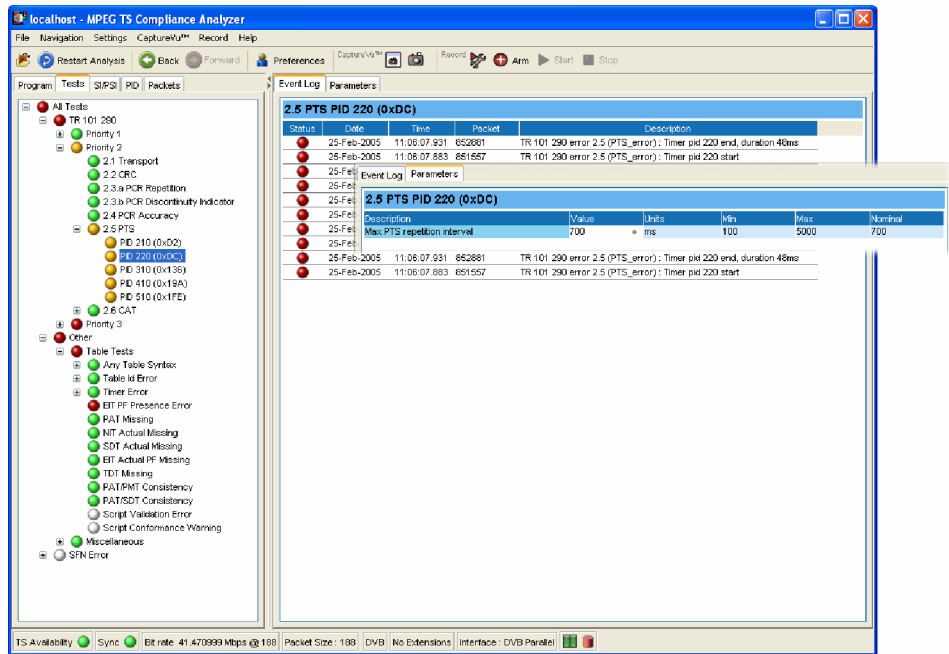 localhost - MPEG TS Compliance Analyzer
File Navigation Settings CaptureVu™ Record Help
Restart Analysis Back Forward Preferences CaptureVu™ Record Arm Start Stop
Program Tests SI/PSI PID Packets
All Tests
TR 101 290
Priority 1
Priority 2
2.1 Transport
2.2 CRC
2.3.a PCR Repetition
2.3.b PCR Discontinuity Indicator
2.4 PCR Accuracy
2.5 PTS
PID 210 (0xD2)
PID 220 (0xDC)
PID 310 (0x136)
PID 410 (0x19A)
PID 510 (0x1FE)
2.6 CAT
Priority 3
Other
Table Tests
Any Table Syntax
Table Id Error
Timer Error
EIT PF Presence Error
PAT Missing
NIT Actual Missing
SDT Actual Missing
EIT Actual PF Missing
TDT Missing
PAT/PMT Consistency
PAT/SDT Consistency
Script Validation Error
Script Conformance Warning
Miscellaneous
SFN Error
Event Log Parameters
2.5 PTS PID 220 (0xDC)
Status Date Time Packet Description
25-Feb-2005 11:06:07.931 852881 TR 101 290 error 2.5 (PTS_error) : Timer pid 220 end, duration 48ms
25-Feb-2005 11:06:07.883 851557 TR 101 290 error 2.5 (PTS_error) : Timer pid 220 start
25-Feb
25-Feb
25-Feb
25-Feb
25-Feb
25-Feb
25-Feb-2005 11:06:07.931 852881 TR 101 290 error 2.5 (PTS_error) : Timer pid 220 end, duration 48ms
25-Feb-2005 11:06:07.883 851557 TR 101 290 error 2.5 (PTS_error) : Timer pid 220 start
Event Log Parameters
2.5 PTS PID 220 (0xDC)
Description Value Units Min Max Nominal
Max PTS repetition interval 700 ms 100 5000 700
TS Availability Sync Bit rate 41.470999 Mbps @ 188 Packet Size : 188 DVB No Extensions Interface : DVB Parallel